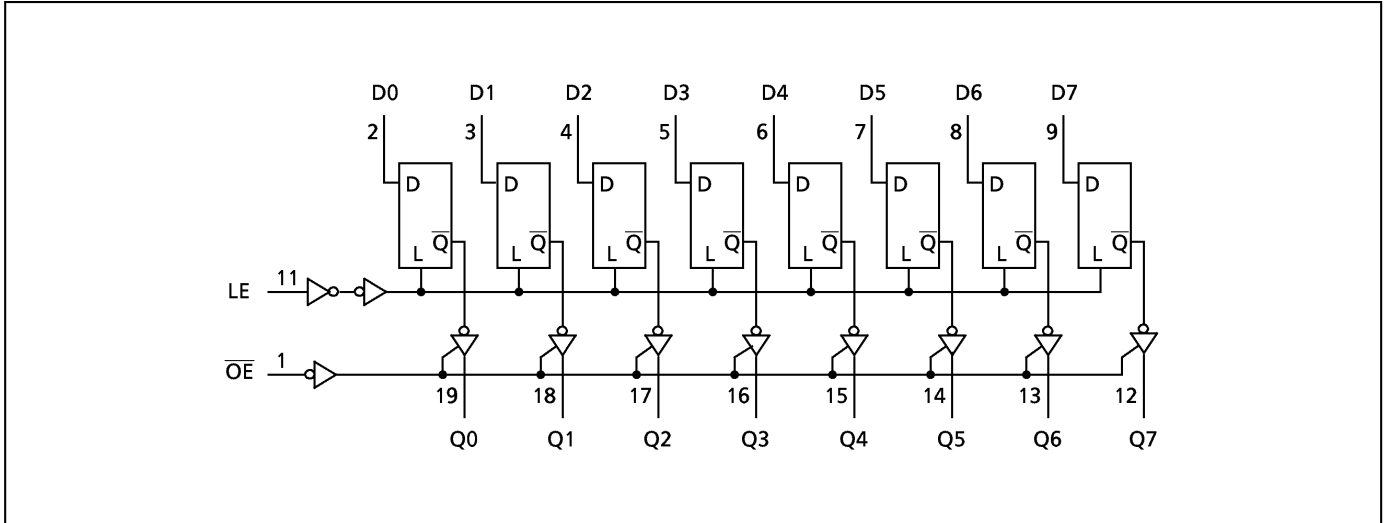 D0 D1 D2 D3 D4 D5 D6 D7
2 3 4 5 6 7 8 9
D D D D D D D D
Q̅ Q̅ Q̅ Q̅ Q̅ Q̅ Q̅ Q̅
L L L L L L L L
LE 11
O̅E̅ 1
19 18 17 16 15 14 13 12
Q0 Q1 Q2 Q3 Q4 Q5 Q6 Q7